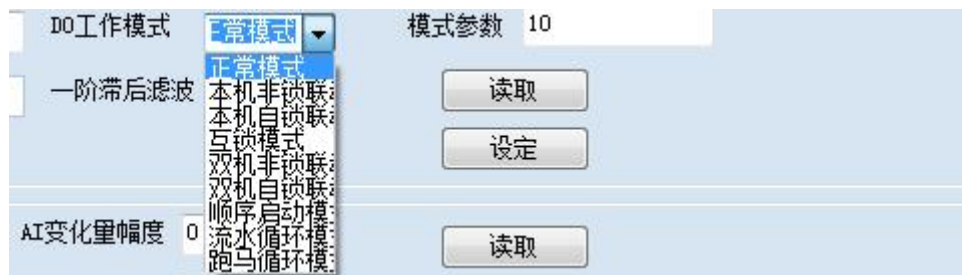 DO工作模式 正常模式 模式参数 10
正常模式
一阶滞后滤波 本机非锁联 读取
本机自锁联
互锁模式 设定
双机非锁联
双机自锁联
顺序启动模
AI变化量幅度 0 流水循环模 读取
跑马循环模